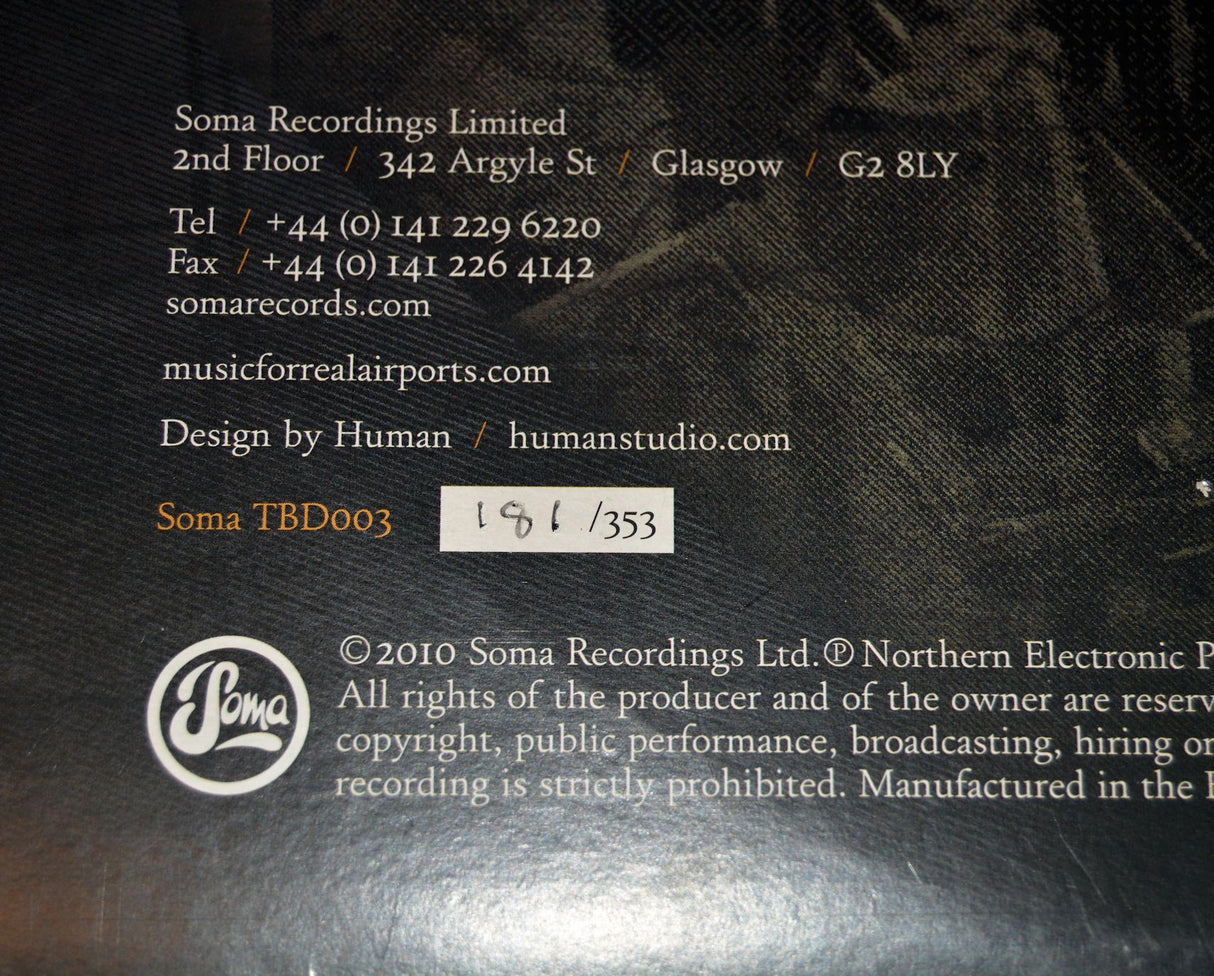 Soma Recordings Limited
2nd Floor / 342 Argyle St / Glasgow / G2 8LY
Tel / +44 (0) 141 229 6220
Fax / +44 (0) 141 226 4142
somarecords.com
musicforrealairports.com
Design by Human / humanstudio.com
Soma TBD003 181 /353
Soma
©2010 Soma Recordings Ltd.℗ Northern Electronic P
All rights of the producer and of the owner are reserv
copyright, public performance, broadcasting, hiring or
recording is strictly prohibited. Manufactured in the